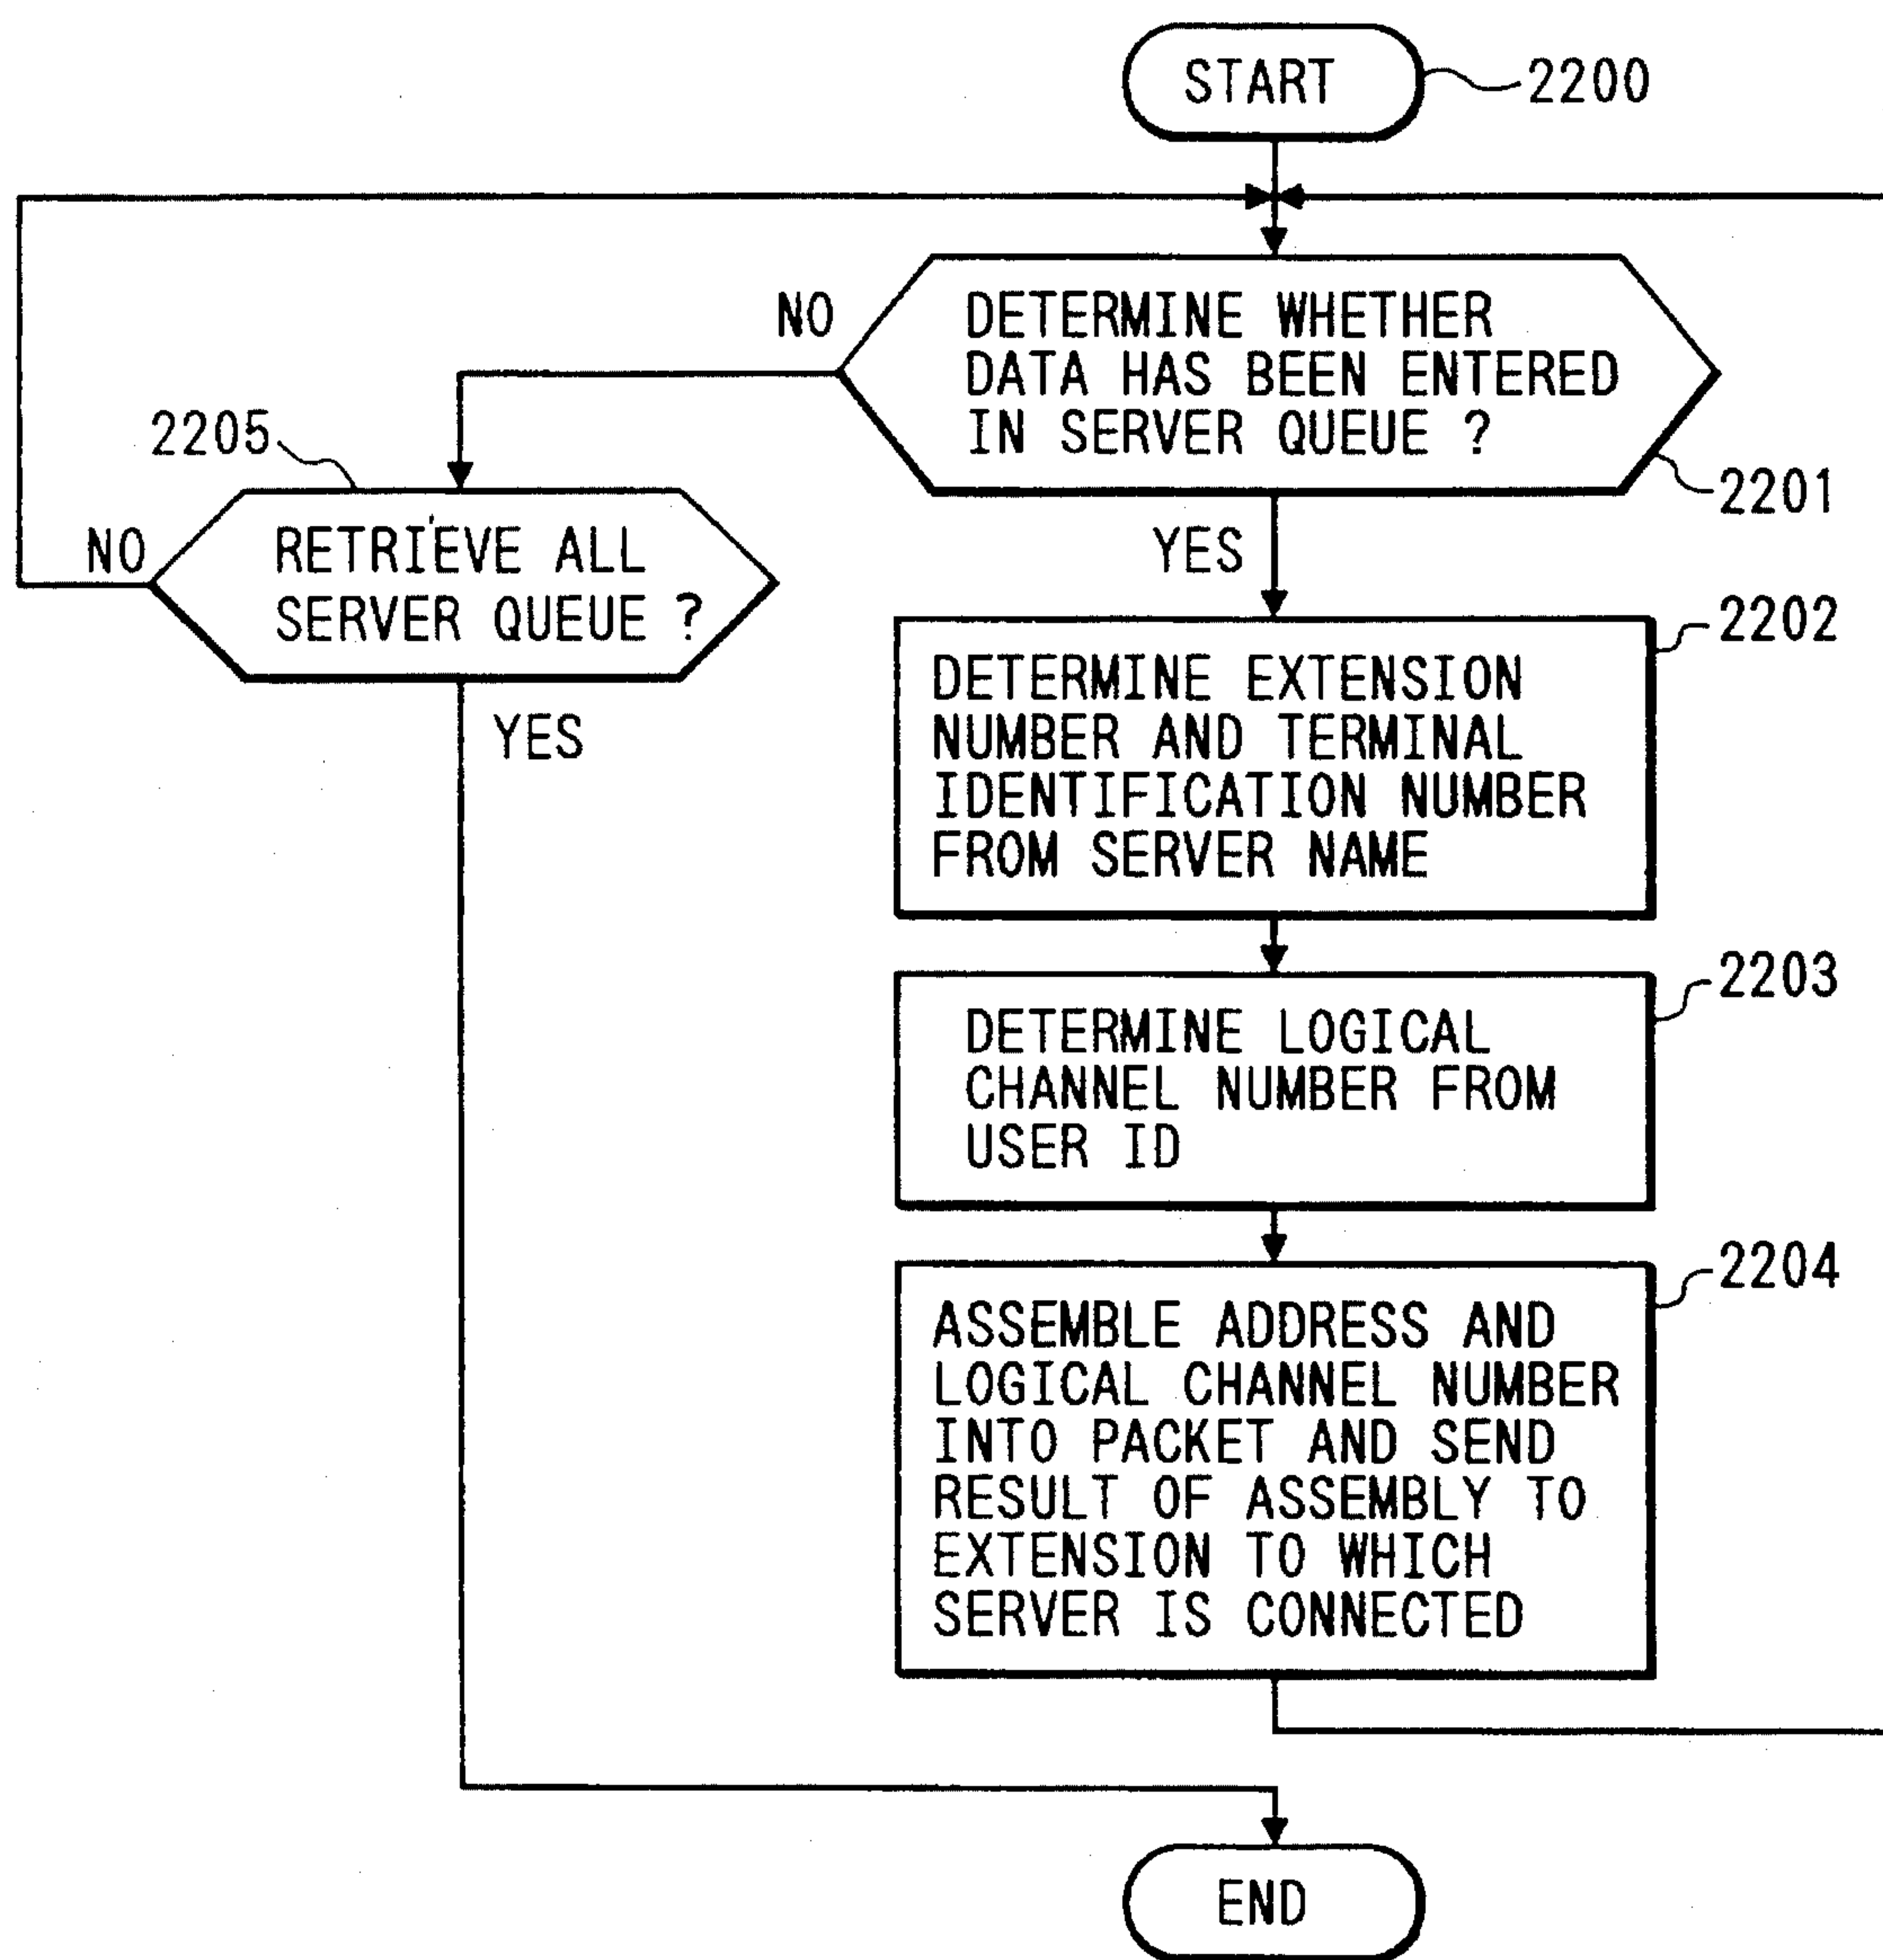 START
2200
NO
DETERMINE WHETHER
DATA HAS BEEN ENTERED
IN SERVER QUEUE ?
2201
2205
NO
RETRIEVE ALL
SERVER QUEUE ?
YES
YES
2202
DETERMINE EXTENSION
NUMBER AND TERMINAL
IDENTIFICATION NUMBER
FROM SERVER NAME
2203
DETERMINE LOGICAL
CHANNEL NUMBER FROM
USER ID
2204
ASSEMBLE ADDRESS AND
LOGICAL CHANNEL NUMBER
INTO PACKET AND SEND
RESULT OF ASSEMBLY TO
EXTENSION TO WHICH
SERVER IS CONNECTED
END